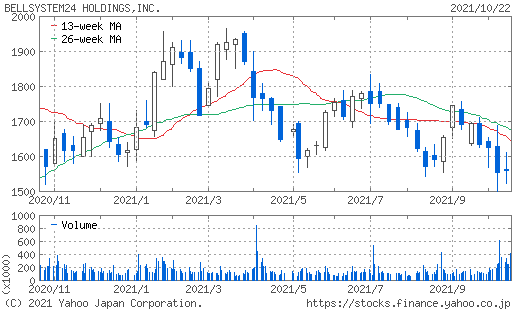 BELLSYSTEM24 HOLDINGS,INC. 2021/10/22
2000
13-week MA
26-week MA
1900
1800
1700
1600
1500
2020/11 2021/1 2021/3 2021/5 2021/7 2021/9
1000
Volume
800
600
400
200
0
(x1000)
2020/11 2021/1 2021/3 2021/5 2021/7 2021/9
(C) 2021 Yahoo Japan Corporation. https://stocks.finance.yahoo.co.jp/